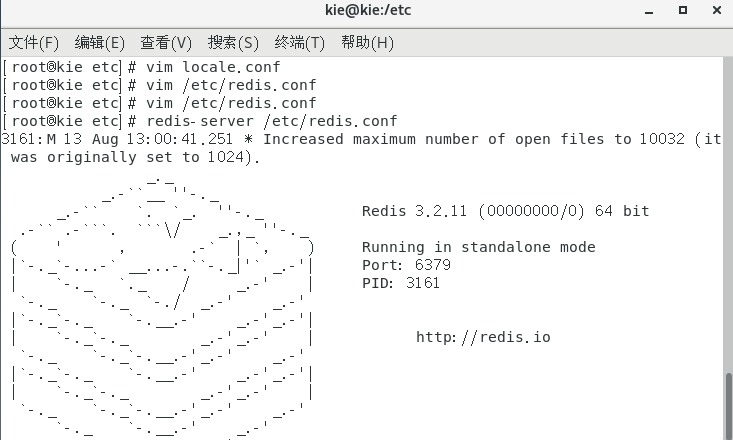 kie@kie:/etc
文件(F) 编辑(E) 查看(V) 搜索(S) 终端(T) 帮助(H)
[root@kie etc]# vim locale.conf
[root@kie etc]# vim /etc/redis.conf
[root@kie etc]# vim /etc/redis.conf
[root@kie etc]# redis-server /etc/redis.conf
3161:M 13 Aug 13:00:41.251 * Increased maximum number of open files to 10032 (it
was originally set to 1024).
Redis 3.2.11 (00000000/0) 64 bit
Running in standalone mode
Port: 6379
PID: 3161
http://redis.io